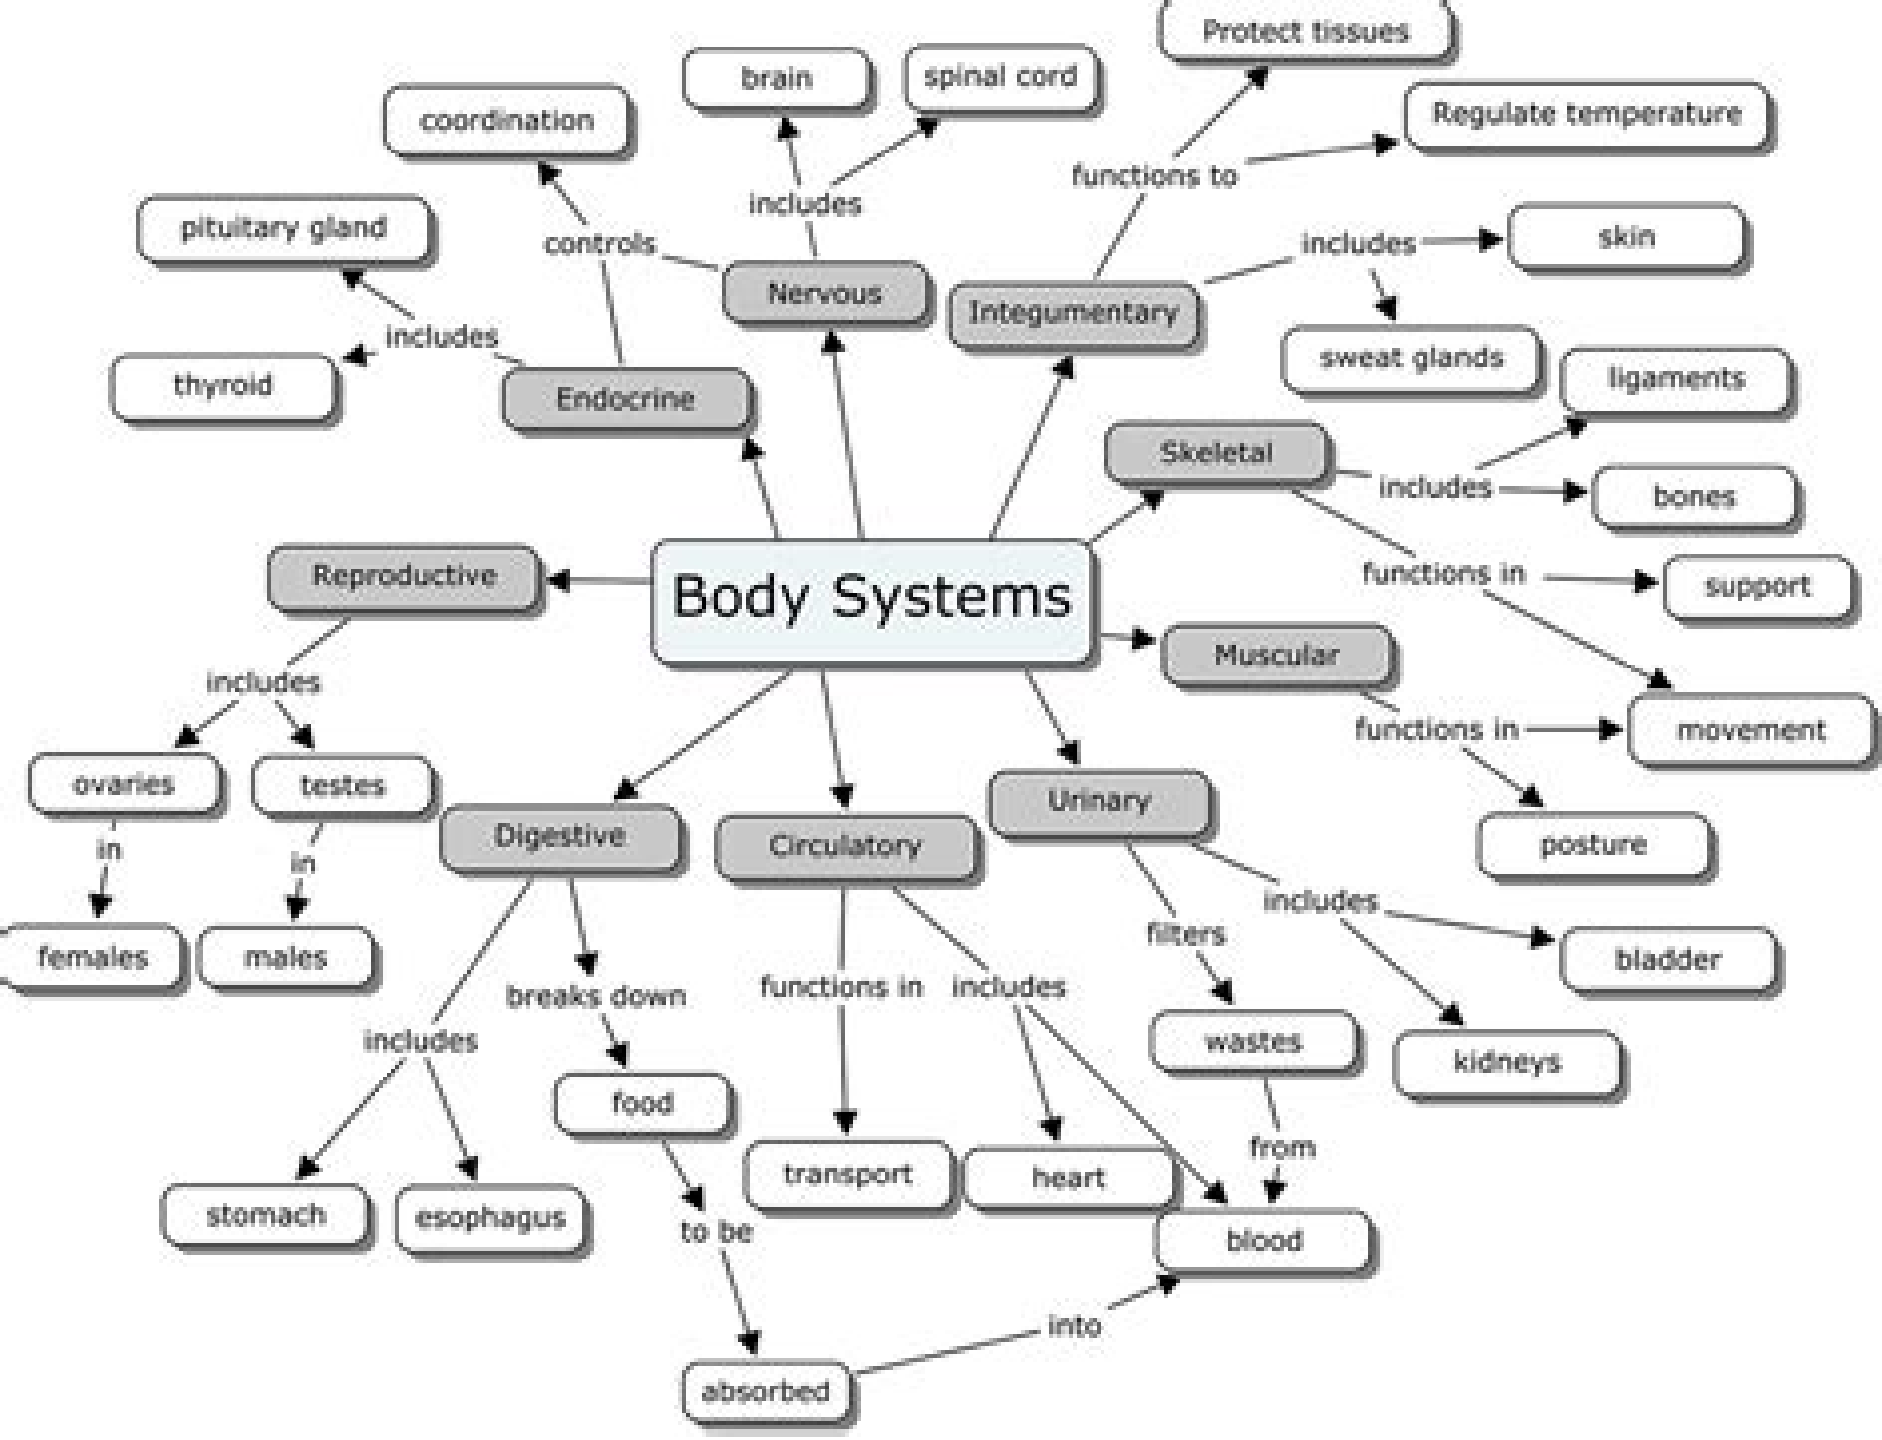 Protect tissues
brain
spinal cord
coordination
Regulate temperature
functions to
includes
pituitary gland
controls
includes
skin
Nervous
Integumentary
includes
thyroid
sweat glands
ligaments
Endocrine
Skeletal
includes
bones
Reproductive
Body Systems
functions in
support
Muscular
includes
functions in
movement
ovaries
testes
Digestive
Circulatory
Urinary
posture
in
in
includes
females
males
filters
bladder
breaks down
functions in
includes
includes
wastes
kidneys
food
from
transport
heart
stomach
esophagus
to be
blood
into
absorbed